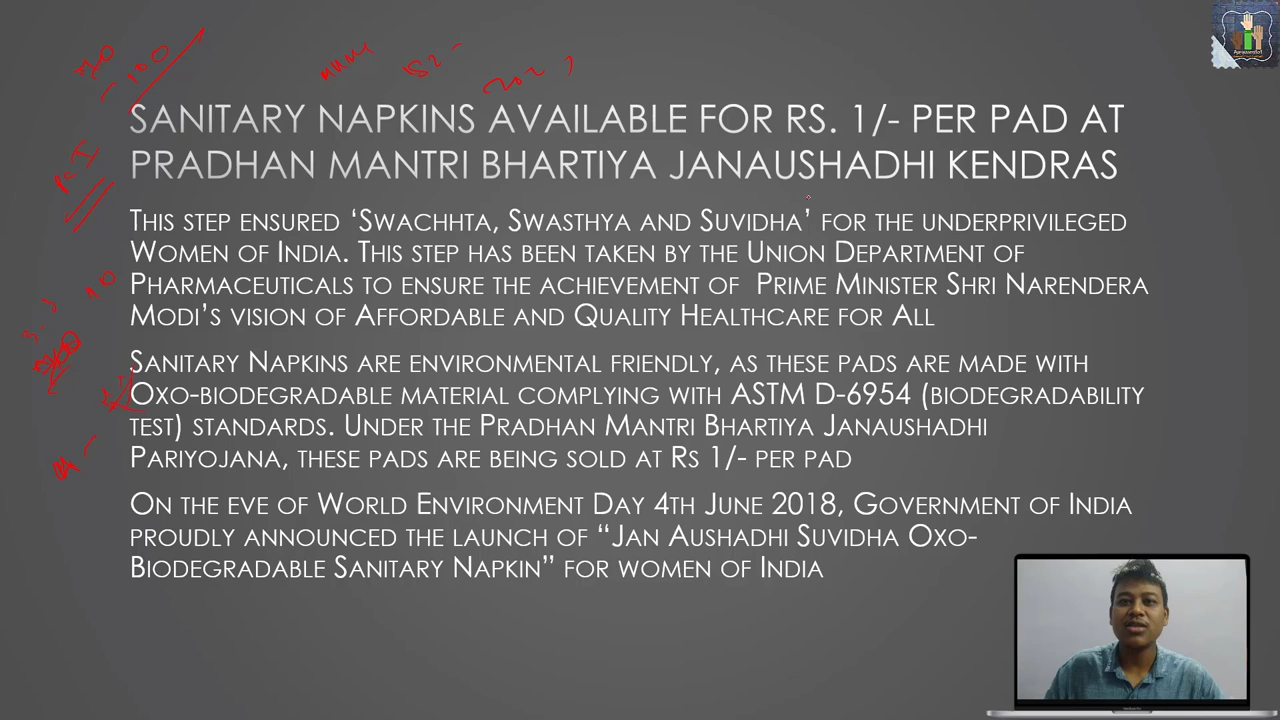 SANITARY NAPKINS AVAILABLE FOR RS. 1/- PER PAD AT
PRADHAN MANTRI BHARTIYA JANAUSHADHI KENDRAS
THIS STEP ENSURED ‘SWACHHTA, SWASTHYA AND SUVIDHA’ FOR THE UNDERPRIVILEGED
WOMEN OF INDIA. THIS STEP HAS BEEN TAKEN BY THE UNION DEPARTMENT OF
PHARMACEUTICALS TO ENSURE THE ACHIEVEMENT OF PRIME MINISTER SHRI NARENDERA
MODI’S VISION OF AFFORDABLE AND QUALITY HEALTHCARE FOR ALL
SANITARY NAPKINS ARE ENVIRONMENTAL FRIENDLY, AS THESE PADS ARE MADE WITH
OXO-BIODEGRADABLE MATERIAL COMPLYING WITH ASTM D-6954 (BIODEGRADABILITY
TEST) STANDARDS. UNDER THE PRADHAN MANTRI BHARTIYA JANAUSHADHI
PARIYOJANA, THESE PADS ARE BEING SOLD AT RS 1/- PER PAD
ON THE EVE OF WORLD ENVIRONMENT DAY 4TH JUNE 2018, GOVERNMENT OF INDIA
PROUDLY ANNOUNCED THE LAUNCH OF “JAN AUSHADHI SUVIDHA OXO-
BIODEGRADABLE SANITARY NAPKIN” FOR WOMEN OF INDIA